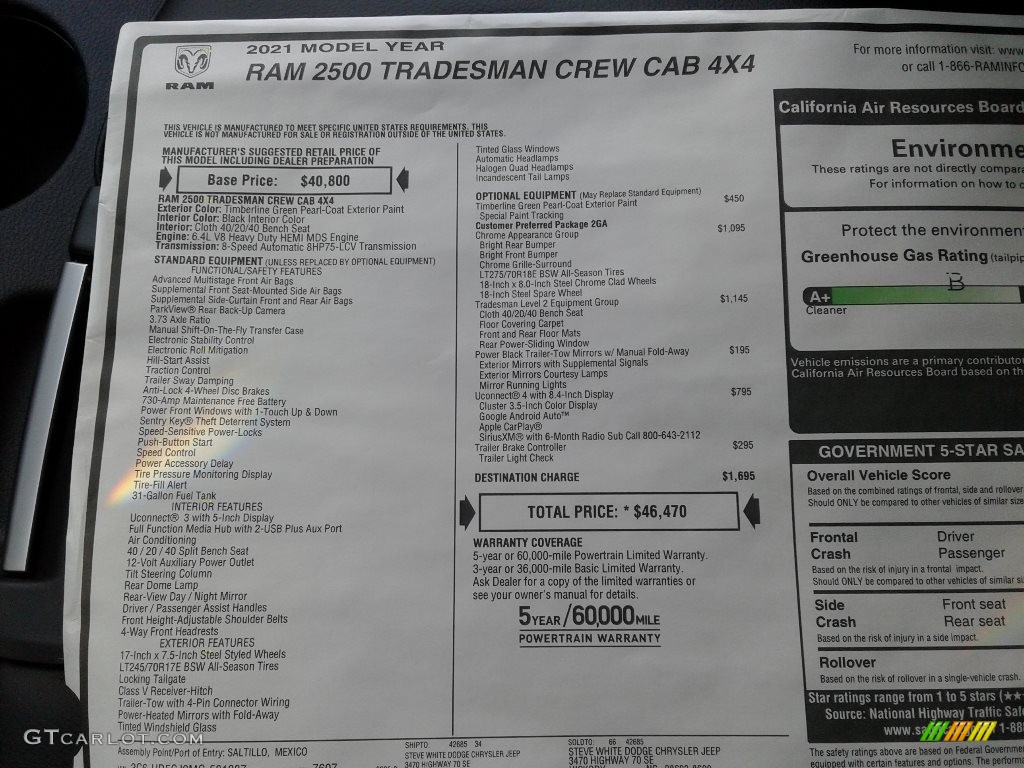 2021 MODEL YEAR
RAM 2500 TRADESMAN CREW CAB 4X4
RAM
For more information visit: www
or call 1-866-RAMINFO
THIS VEHICLE IS MANUFACTURED TO MEET SPECIFIC UNITED STATES REQUIREMENTS. THIS
VEHICLE IS NOT MANUFACTURED FOR SALE OR REGISTRATION OUTSIDE OF THE UNITED STATES.
MANUFACTURER'S SUGGESTED RETAIL PRICE OF
THIS MODEL INCLUDING DEALER PREPARATION
Base Price: $40,800
RAM 2500 TRADESMAN CREW CAB 4X4
Exterior Color: Timberline Green Pearl-Coat Exterior Paint
Interior Color: Black Interior Color
Interior: Cloth 40/20/40 Bench Seat
Engine: 6.4L V8 Heavy Duty HEMI MDS Engine
Transmission: 8-Speed Automatic 8HP75-LCV Transmission
STANDARD EQUIPMENT (UNLESS REPLACED BY OPTIONAL EQUIPMENT)
FUNCTIONAL/SAFETY FEATURES
Advanced Multistage Front Air Bags
Supplemental Front Seat-Mounted Side Air Bags
Supplemental Side-Curtain Front and Rear Air Bags
ParkView® Rear Back-Up Camera
3.73 Axle Ratio
Manual Shift-On-The-Fly Transfer Case
Electronic Stability Control
Electronic Roll Mitigation
Hill-Start Assist
Traction Control
Trailer Sway Damping
Anti-Lock 4-Wheel Disc Brakes
730-Amp Maintenance Free Battery
Power Front Windows with 1-Touch Up & Down
Sentry Key® Theft Deterrent System
Speed-Sensitive Power-Locks
Push-Button Start
Speed Control
Power Accessory Delay
Tire Pressure Monitoring Display
Tire-Fill Alert
31-Gallon Fuel Tank
INTERIOR FEATURES
Uconnect® 3 with 5-Inch Display
Full Function Media Hub with 2-USB Plus Aux Port
Air Conditioning
40 / 20 / 40 Split Bench Seat
12-Volt Auxiliary Power Outlet
Tilt Steering Column
Rear Dome Lamp
Rear-View Day / Night Mirror
Driver / Passenger Assist Handles
Front Height-Adjustable Shoulder Belts
4-Way Front Headrests
EXTERIOR FEATURES
17-Inch x 7.5-Inch Steel Styled Wheels
LT245/70R17E BSW All-Season Tires
Locking Tailgate
Class V Receiver-Hitch
Trailer-Tow with 4-Pin Connector Wiring
Power-Heated Mirrors with Fold-Away
Tinted Windshield Glass
Tinted Glass Windows
Automatic Headlamps
Halogen Quad Headlamps
Incandescent Tail Lamps
OPTIONAL EQUIPMENT (May Replace Standard Equipment)
Timberline Green Pearl-Coat Exterior Paint $450
Special Paint Tracking
Customer Preferred Package 2GA
Chrome Appearance Group $1,095
Bright Rear Bumper
Bright Front Bumper
Chrome Grille-Surround
LT275/70R18E BSW All-Season Tires
18-Inch x 8.0-Inch Steel Chrome Clad Wheels
18-Inch Steel Spare Wheel
Tradesman Level 2 Equipment Group $1,145
Cloth 40/20/40 Bench Seat
Floor Covering Carpet
Front and Rear Floor Mats
Rear Power-Sliding Window
Power Black Trailer-Tow Mirrors w/ Manual Fold-Away $195
Exterior Mirrors with Supplemental Signals
Exterior Mirrors Courtesy Lamps
Mirror Running Lights
Uconnect® 4 with 8.4-Inch Display $795
Cluster 3.5-Inch Color Display
Google Android Auto™
Apple CarPlay®
SiriusXM® with 6-Month Radio Sub Call 800-643-2112
Trailer Brake Controller $295
Trailer Light Check
DESTINATION CHARGE $1,695
TOTAL PRICE: * $46,470
WARRANTY COVERAGE
5-year or 60,000-mile Powertrain Limited Warranty.
3-year or 36,000-mile Basic Limited Warranty.
Ask Dealer for a copy of the limited warranties or
see your owner's manual for details.
5YEAR/60,000MILE
POWERTRAIN WARRANTY
California Air Resources Board
Environme
These ratings are not directly compara
For information on how to c
Protect the environmen
Greenhouse Gas Rating (tailpip
B
A+
Cleaner
Vehicle emissions are a primary contributo
California Air Resources Board based on th
GOVERNMENT 5-STAR SA
Overall Vehicle Score
Based on the combined ratings of frontal, side and rollover
Should ONLY be compared to other vehicles of similar size
Frontal Driver
Crash Passenger
Based on the risk of injury in a frontal impact.
Should ONLY be compared to other vehicles of similar si
Side Front seat
Crash Rear seat
Based on the risk of injury in a side impact.
Rollover
Based on the risk of rollover in a single-vehicle crash.
Star ratings range from 1 to 5 stars (★★
Source: National Highway Traffic Safe
www.sa 1-88
The safety ratings above are based on Federal Governmen
equipped with certain features and options. The performa
Assembly Point/Port of Entry: SALTILLO, MEXICO
SHIPTO: 42685 34
STEVE WHITE DODGE CHRYSLER JEEP
3470 HIGHWAY 70 SE
SOLDTO: 66 42685
STEVE WHITE DODGE CHRYSLER JEEP
3470 HIGHWAY 70 SE
GTcarlot.com